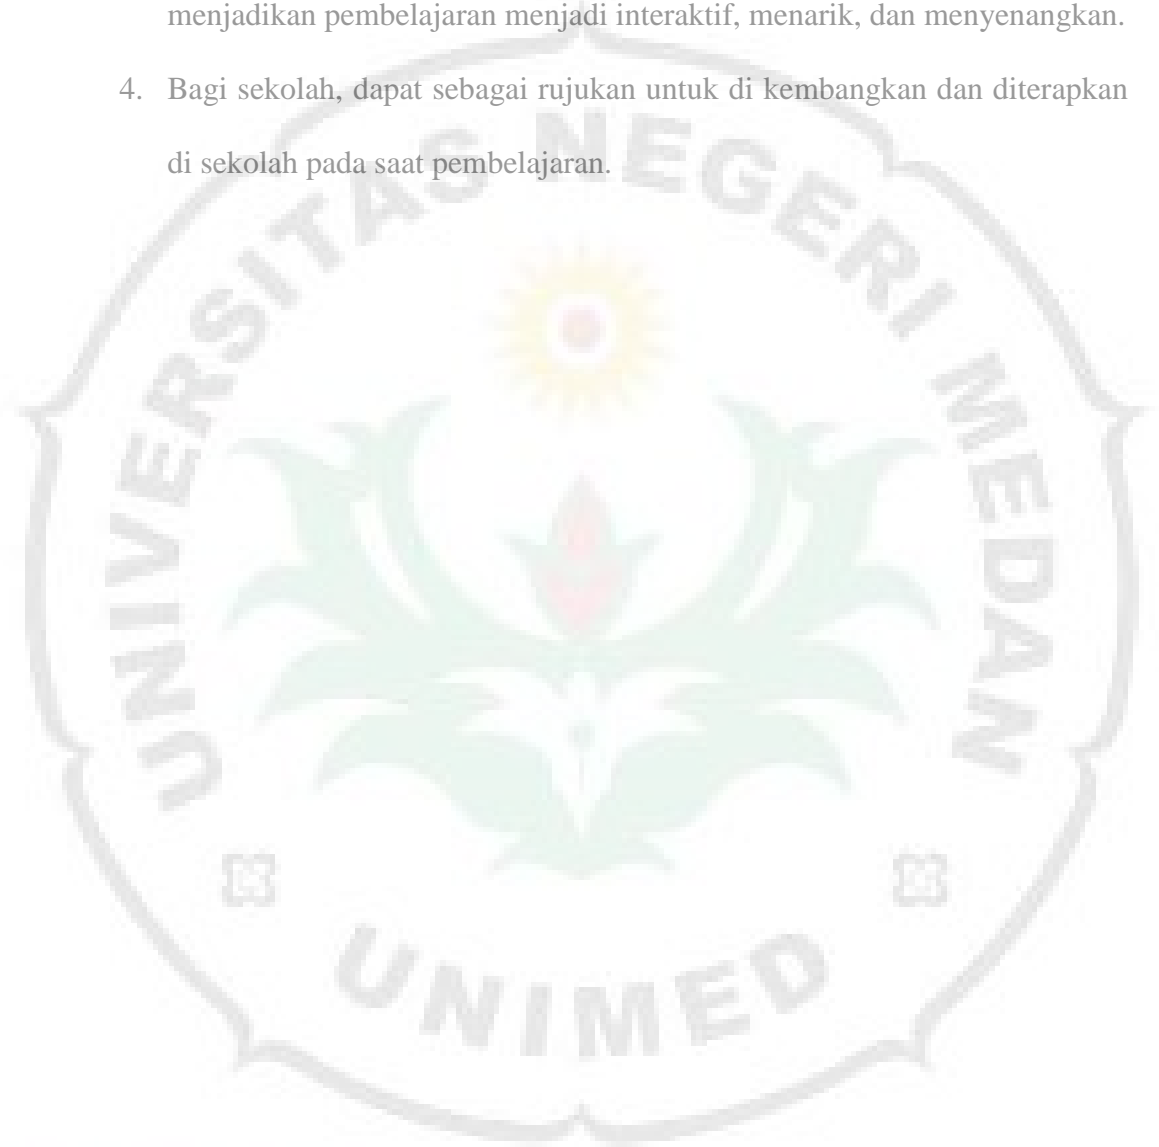 menjadikan pembelajaran menjadi interaktif, menarik, dan menyenangkan.
4. Bagi sekolah, dapat sebagai rujukan untuk di kembangkan dan diterapkan
di sekolah pada saat pembelajaran.
UNIVERSITAS NEGERI MEDAN
UNIMED